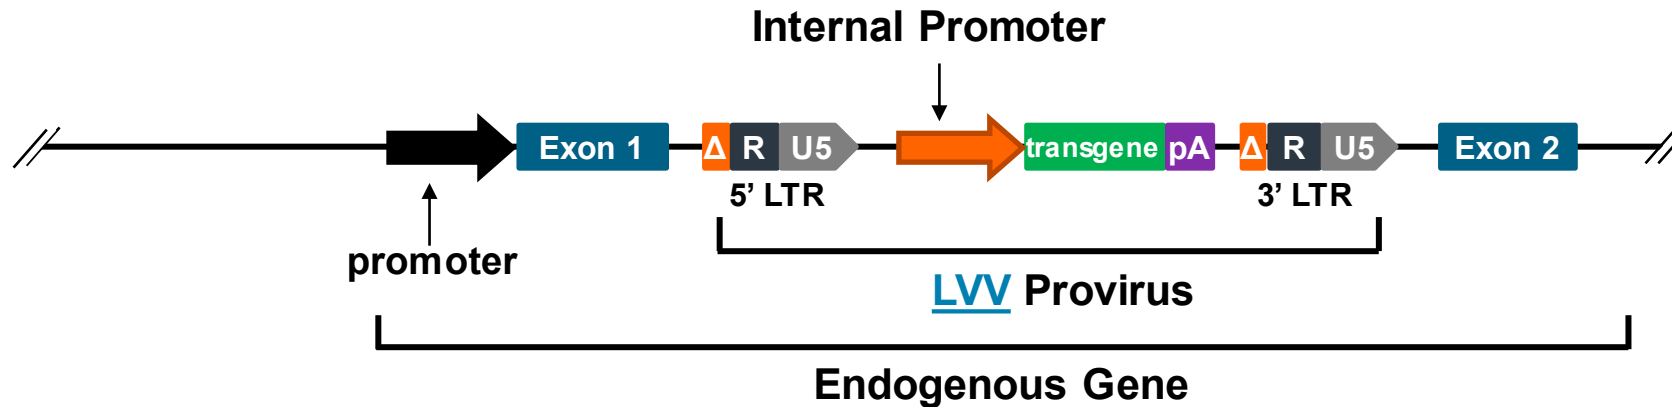 Internal Promoter
Exon 1 Δ R U5 transgene pA Δ R U5 Exon 2
5’ LTR 3’ LTR
promoter
LVV Provirus
Endogenous Gene